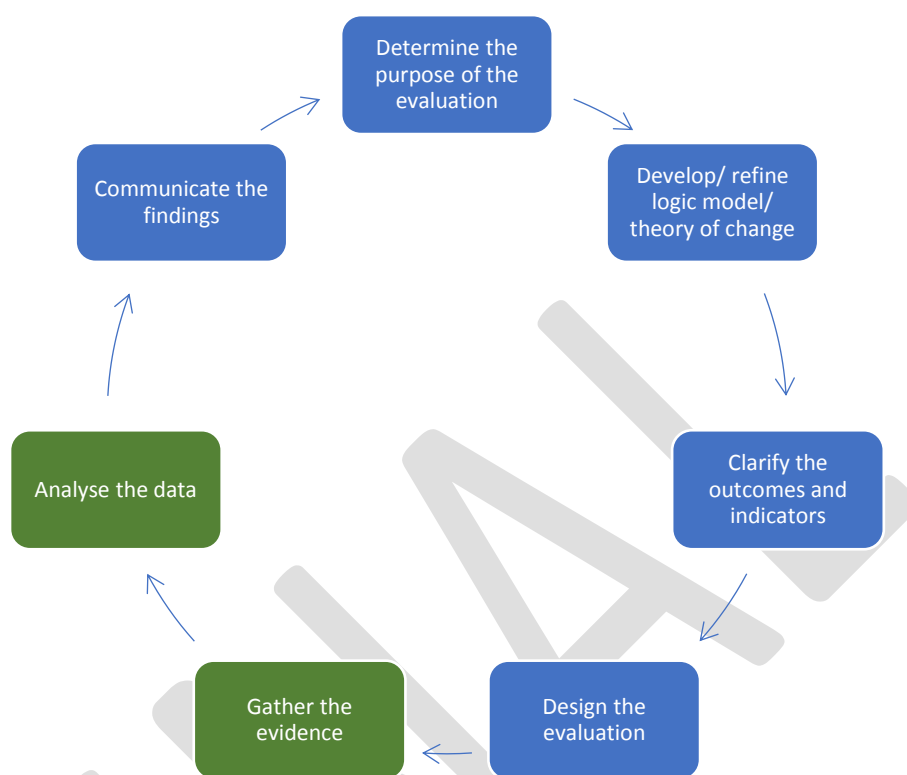 Determine the
purpose of the
evaluation
Develop/ refine
logic model/
theory of change
Clarify the
outcomes and
indicators
Design the
evaluation
Gather the
evidence
Analyse the data
Communicate the
findings